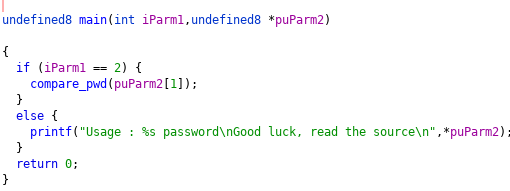 undefined8 main(int iParm1,undefined8 *puParm2)
{
  if (iParm1 == 2) {
    compare_pwd(puParm2[1]);
  }
  else {
    printf("Usage : %s password\nGood luck, read the source\n",*puParm2);
  }
  return 0;
}